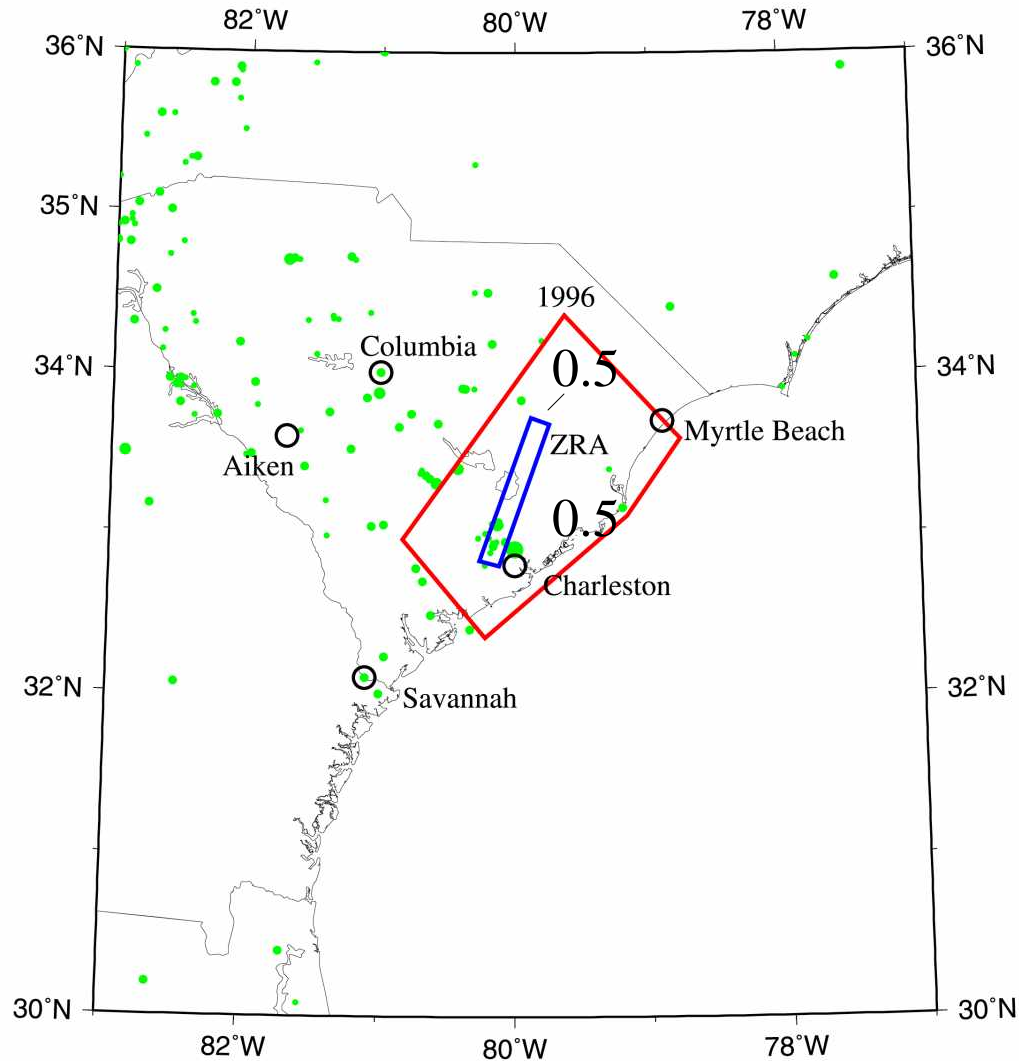 82˚W 80˚W 78˚W
36˚N 36˚N
35˚N
1996
34˚N Columbia 0.5 34˚N
Myrtle Beach
ZRA
Aiken
0.5
Charleston
32˚N 32˚N
Savannah
30˚N 30˚N
82˚W 80˚W 78˚W